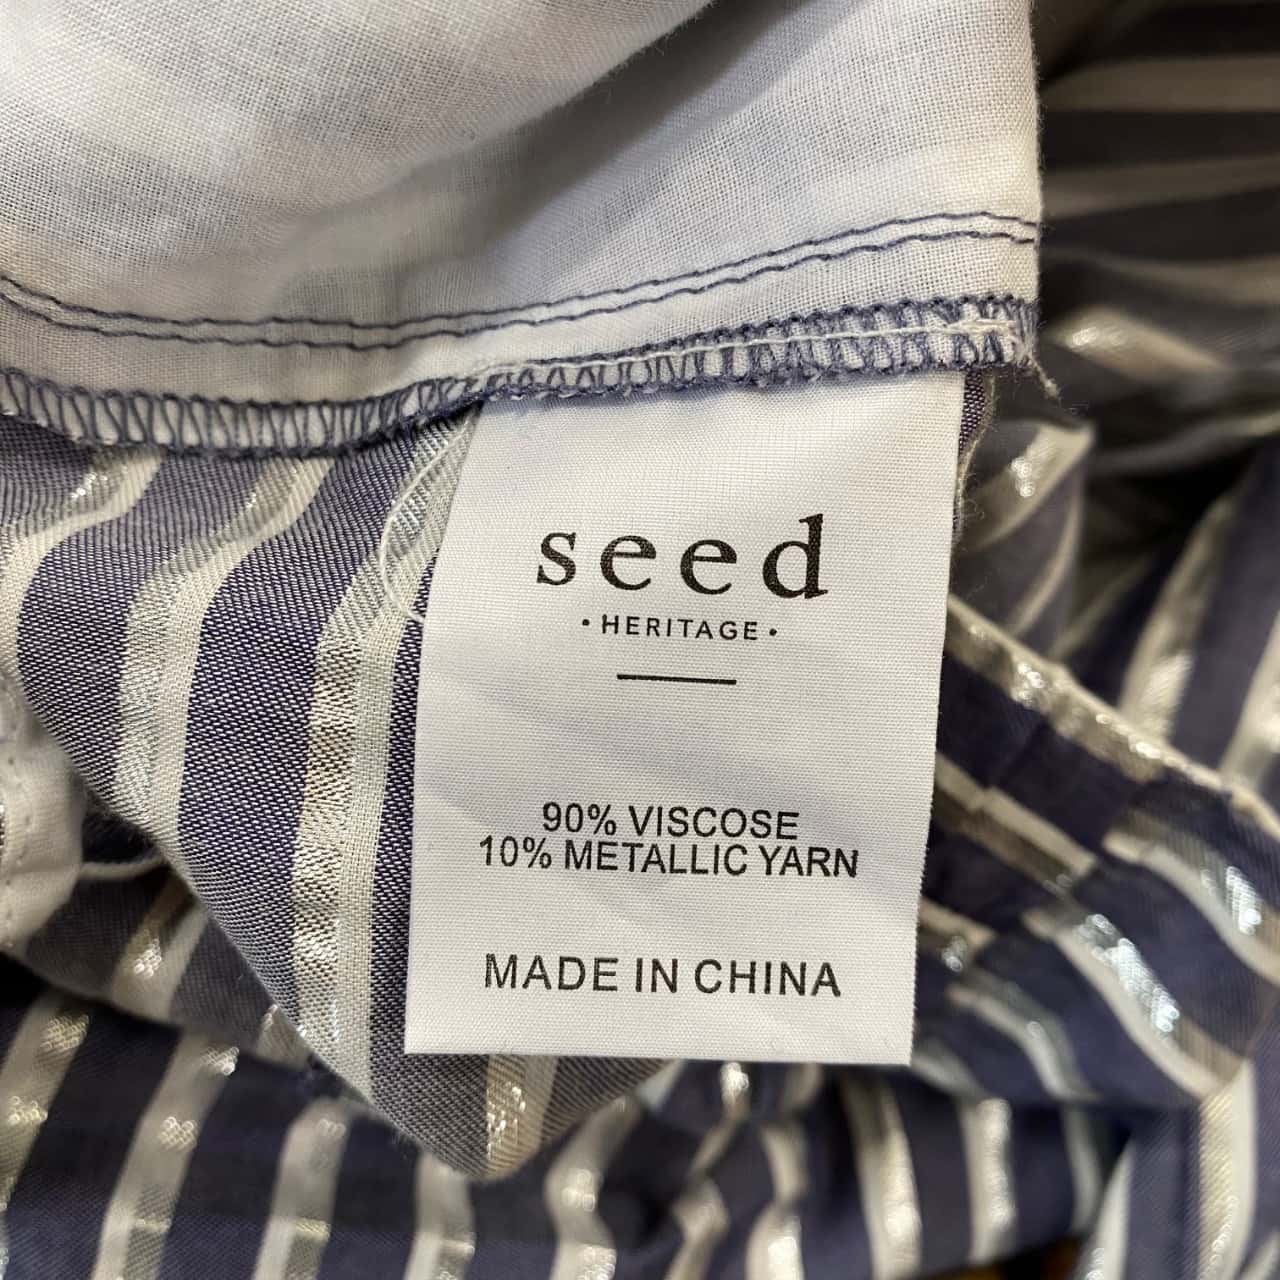 seed
• HERITAGE •
90% VISCOSE
10% METALLIC YARN
MADE IN CHINA